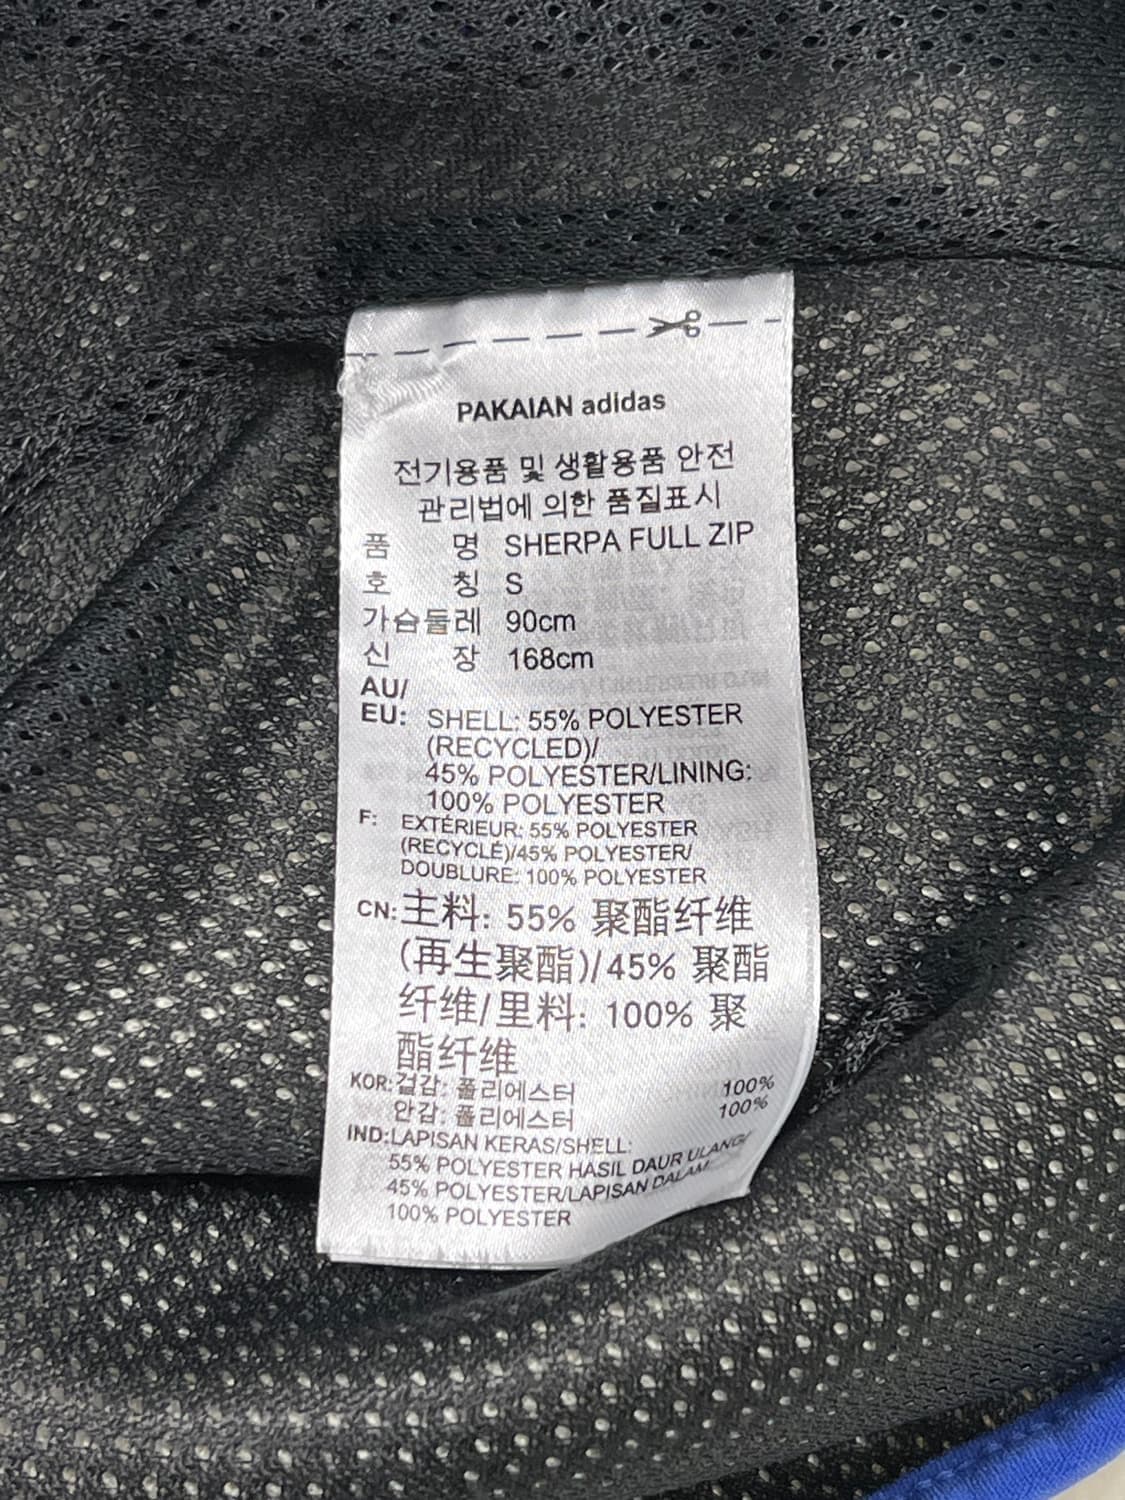 PAKAIAN adidas
전기용품 및 생활용품 안전
관리법에 의한 품질표시
품 명 SHERPA FULL ZIP
호 칭 S
가슴둘레 90cm
신 장 168cm
AU/
EU: SHELL: 55% POLYESTER
(RECYCLED)/
45% POLYESTER/LINING:
100% POLYESTER
F: EXTÉRIEUR: 55% POLYESTER
(RECYCLÉ)/45% POLYESTER/
DOUBLURE: 100% POLYESTER
CN: 主料: 55% 聚酯纤维
(再生聚酯)/45% 聚酯
纤维/里料: 100% 聚
酯纤维
KOR: 겉감: 폴리에스터 100%
안감: 폴리에스터 100%
IND:LAPISAN KERAS/SHELL:
55% POLYESTER HASIL DAUR ULANG/
45% POLYESTER/LAPISAN DALAM:
100% POLYESTER